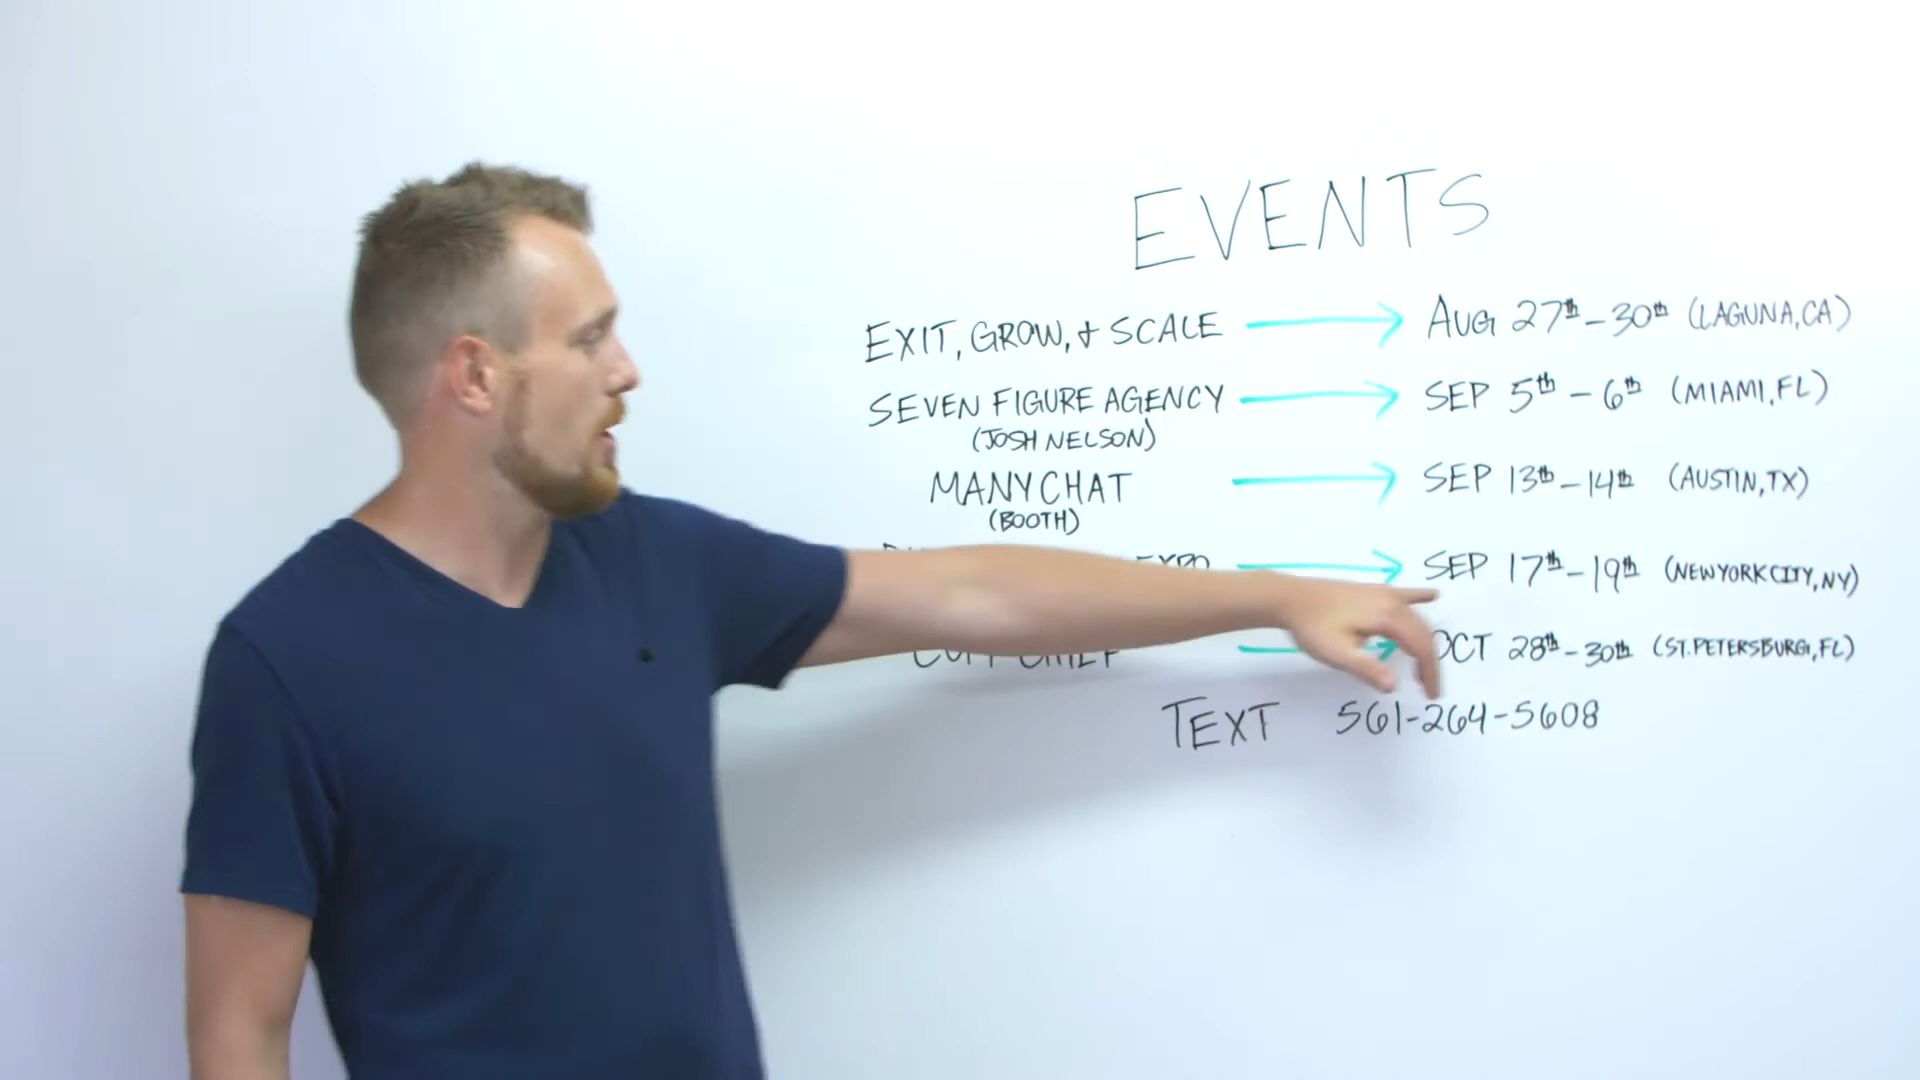 EVENTS
EXIT, GROW, & SCALE → AUG 27th - 30th (LAGUNA, CA)
SEVEN FIGURE AGENCY → SEP 5th - 6th (MIAMI, FL)
(JOSH NELSON)
MANYCHAT → SEP 13th - 14th (AUSTIN, TX)
(BOOTH)
EXPO → SEP 17th - 19th (NEW YORK CITY, NY)
→ OCT 28th - 30th (ST. PETERSBURG, FL)
TEXT 561-264-5608